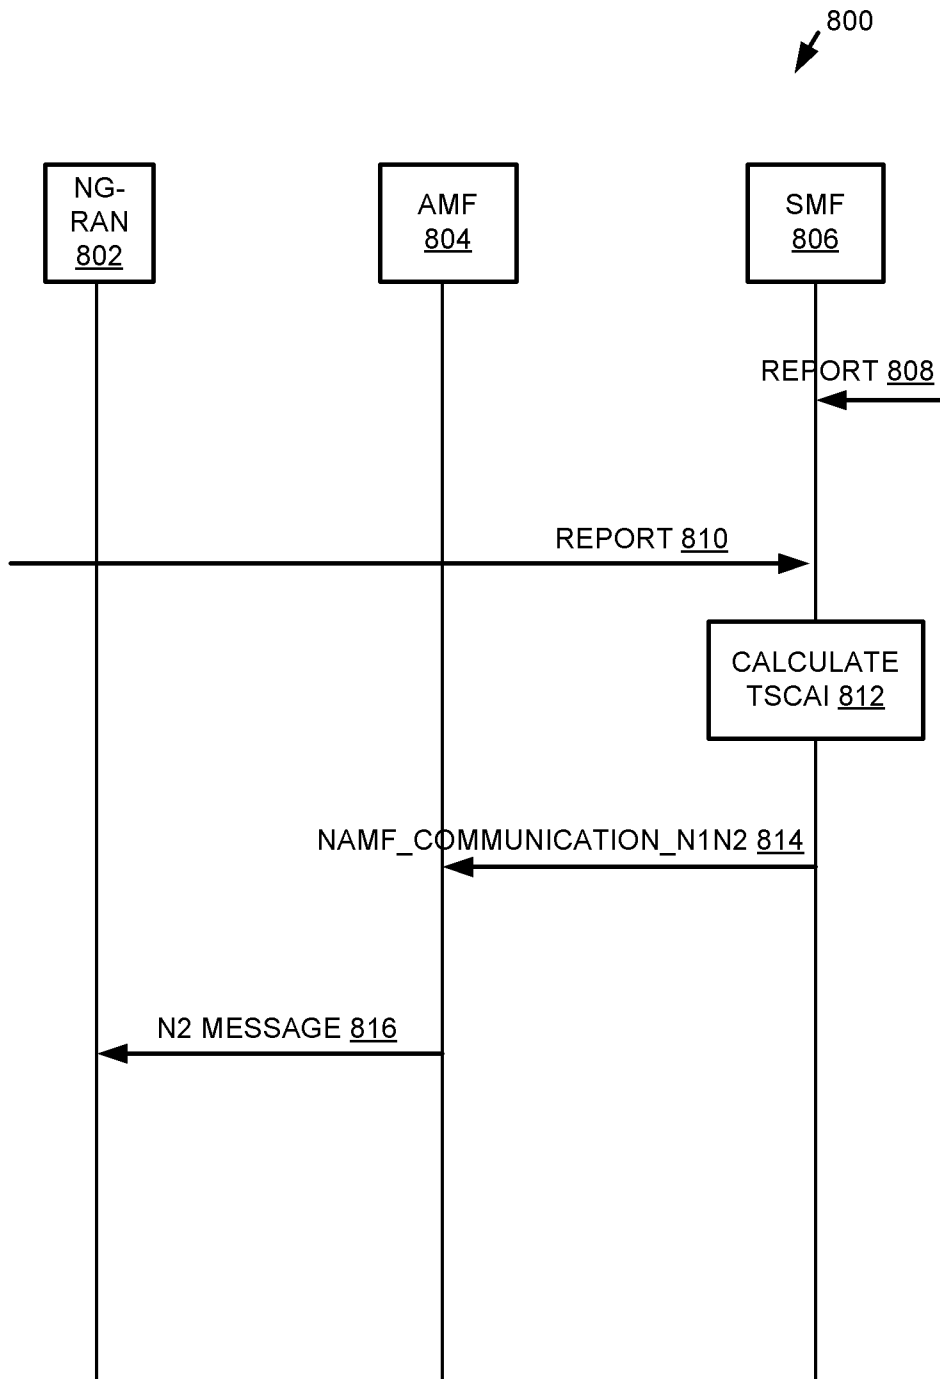 800
NG-
RAN
802
AMF
804
SMF
806
REPORT 808
REPORT 810
CALCULATE
TSCAI 812
NAMF_COMMUNICATION_N1N2 814
N2 MESSAGE 816